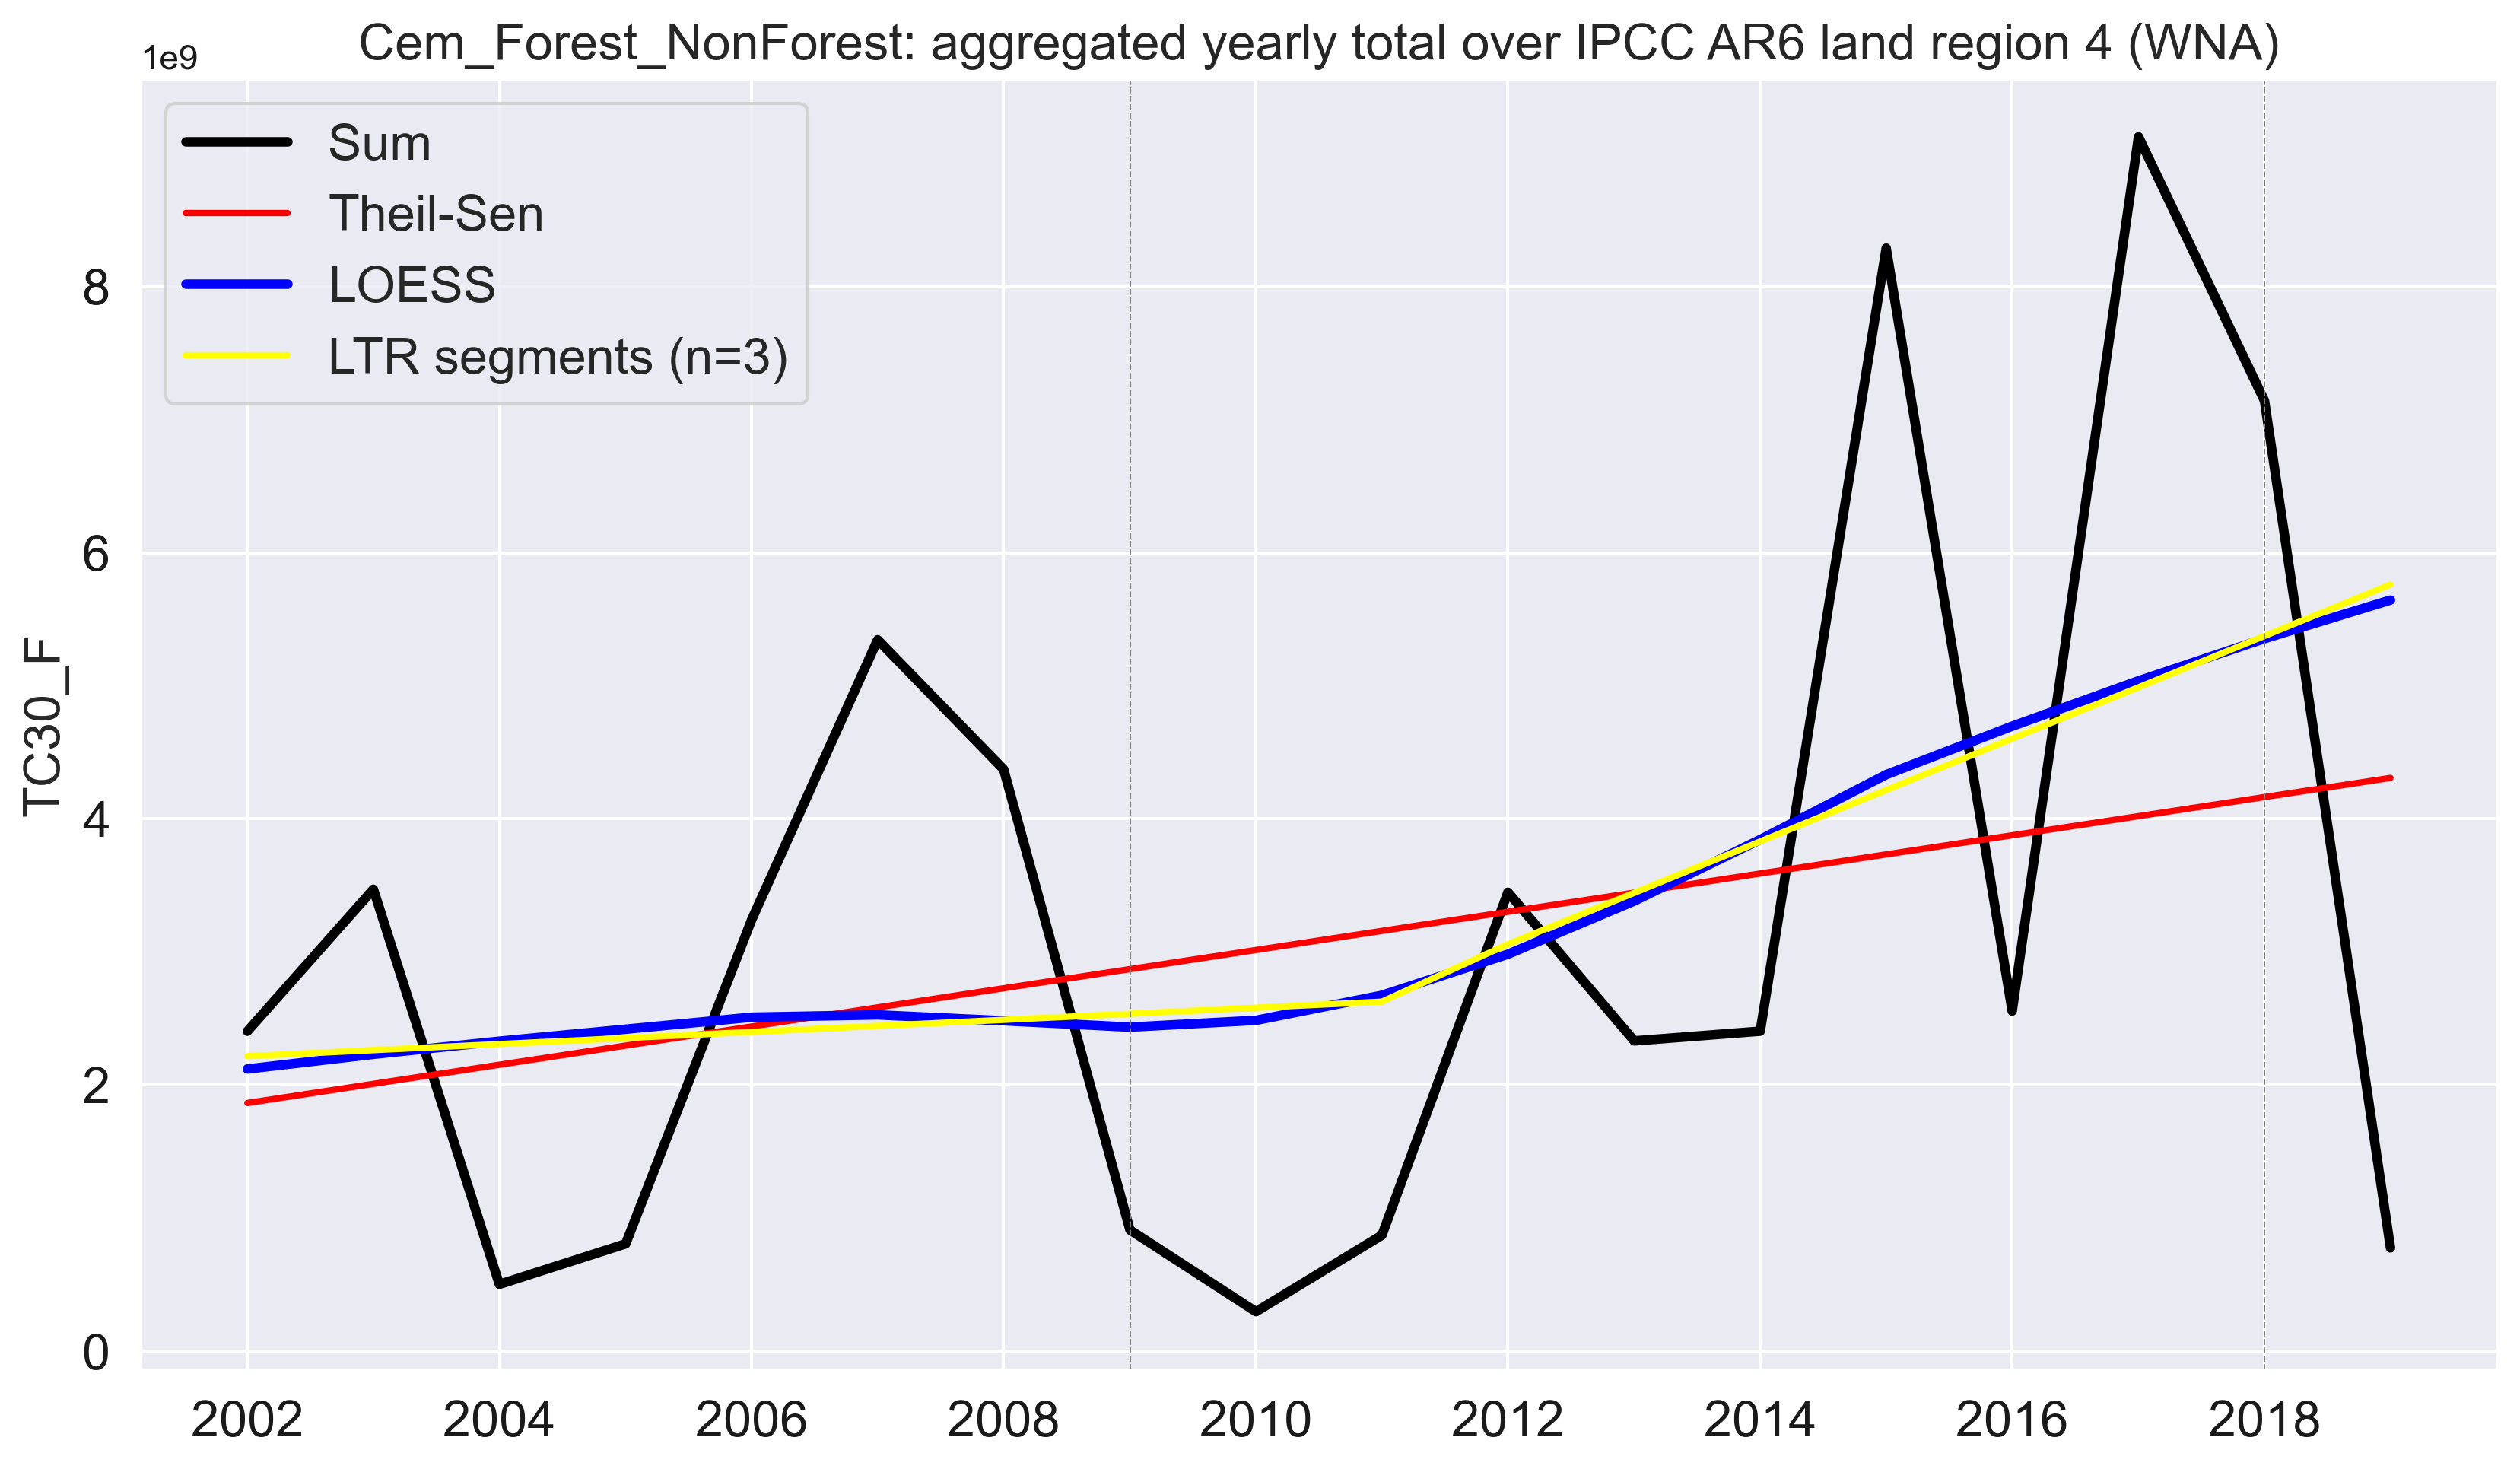 Cem_Forest_NonForest: aggregated yearly total over IPCC AR6 land region 4 (WNA)
1e9
Sum
Theil-Sen
LOESS
LTR segments (n=3)
TC30_F
8
6
4
2
0
2002 2004 2006 2008 2010 2012 2014 2016 2018